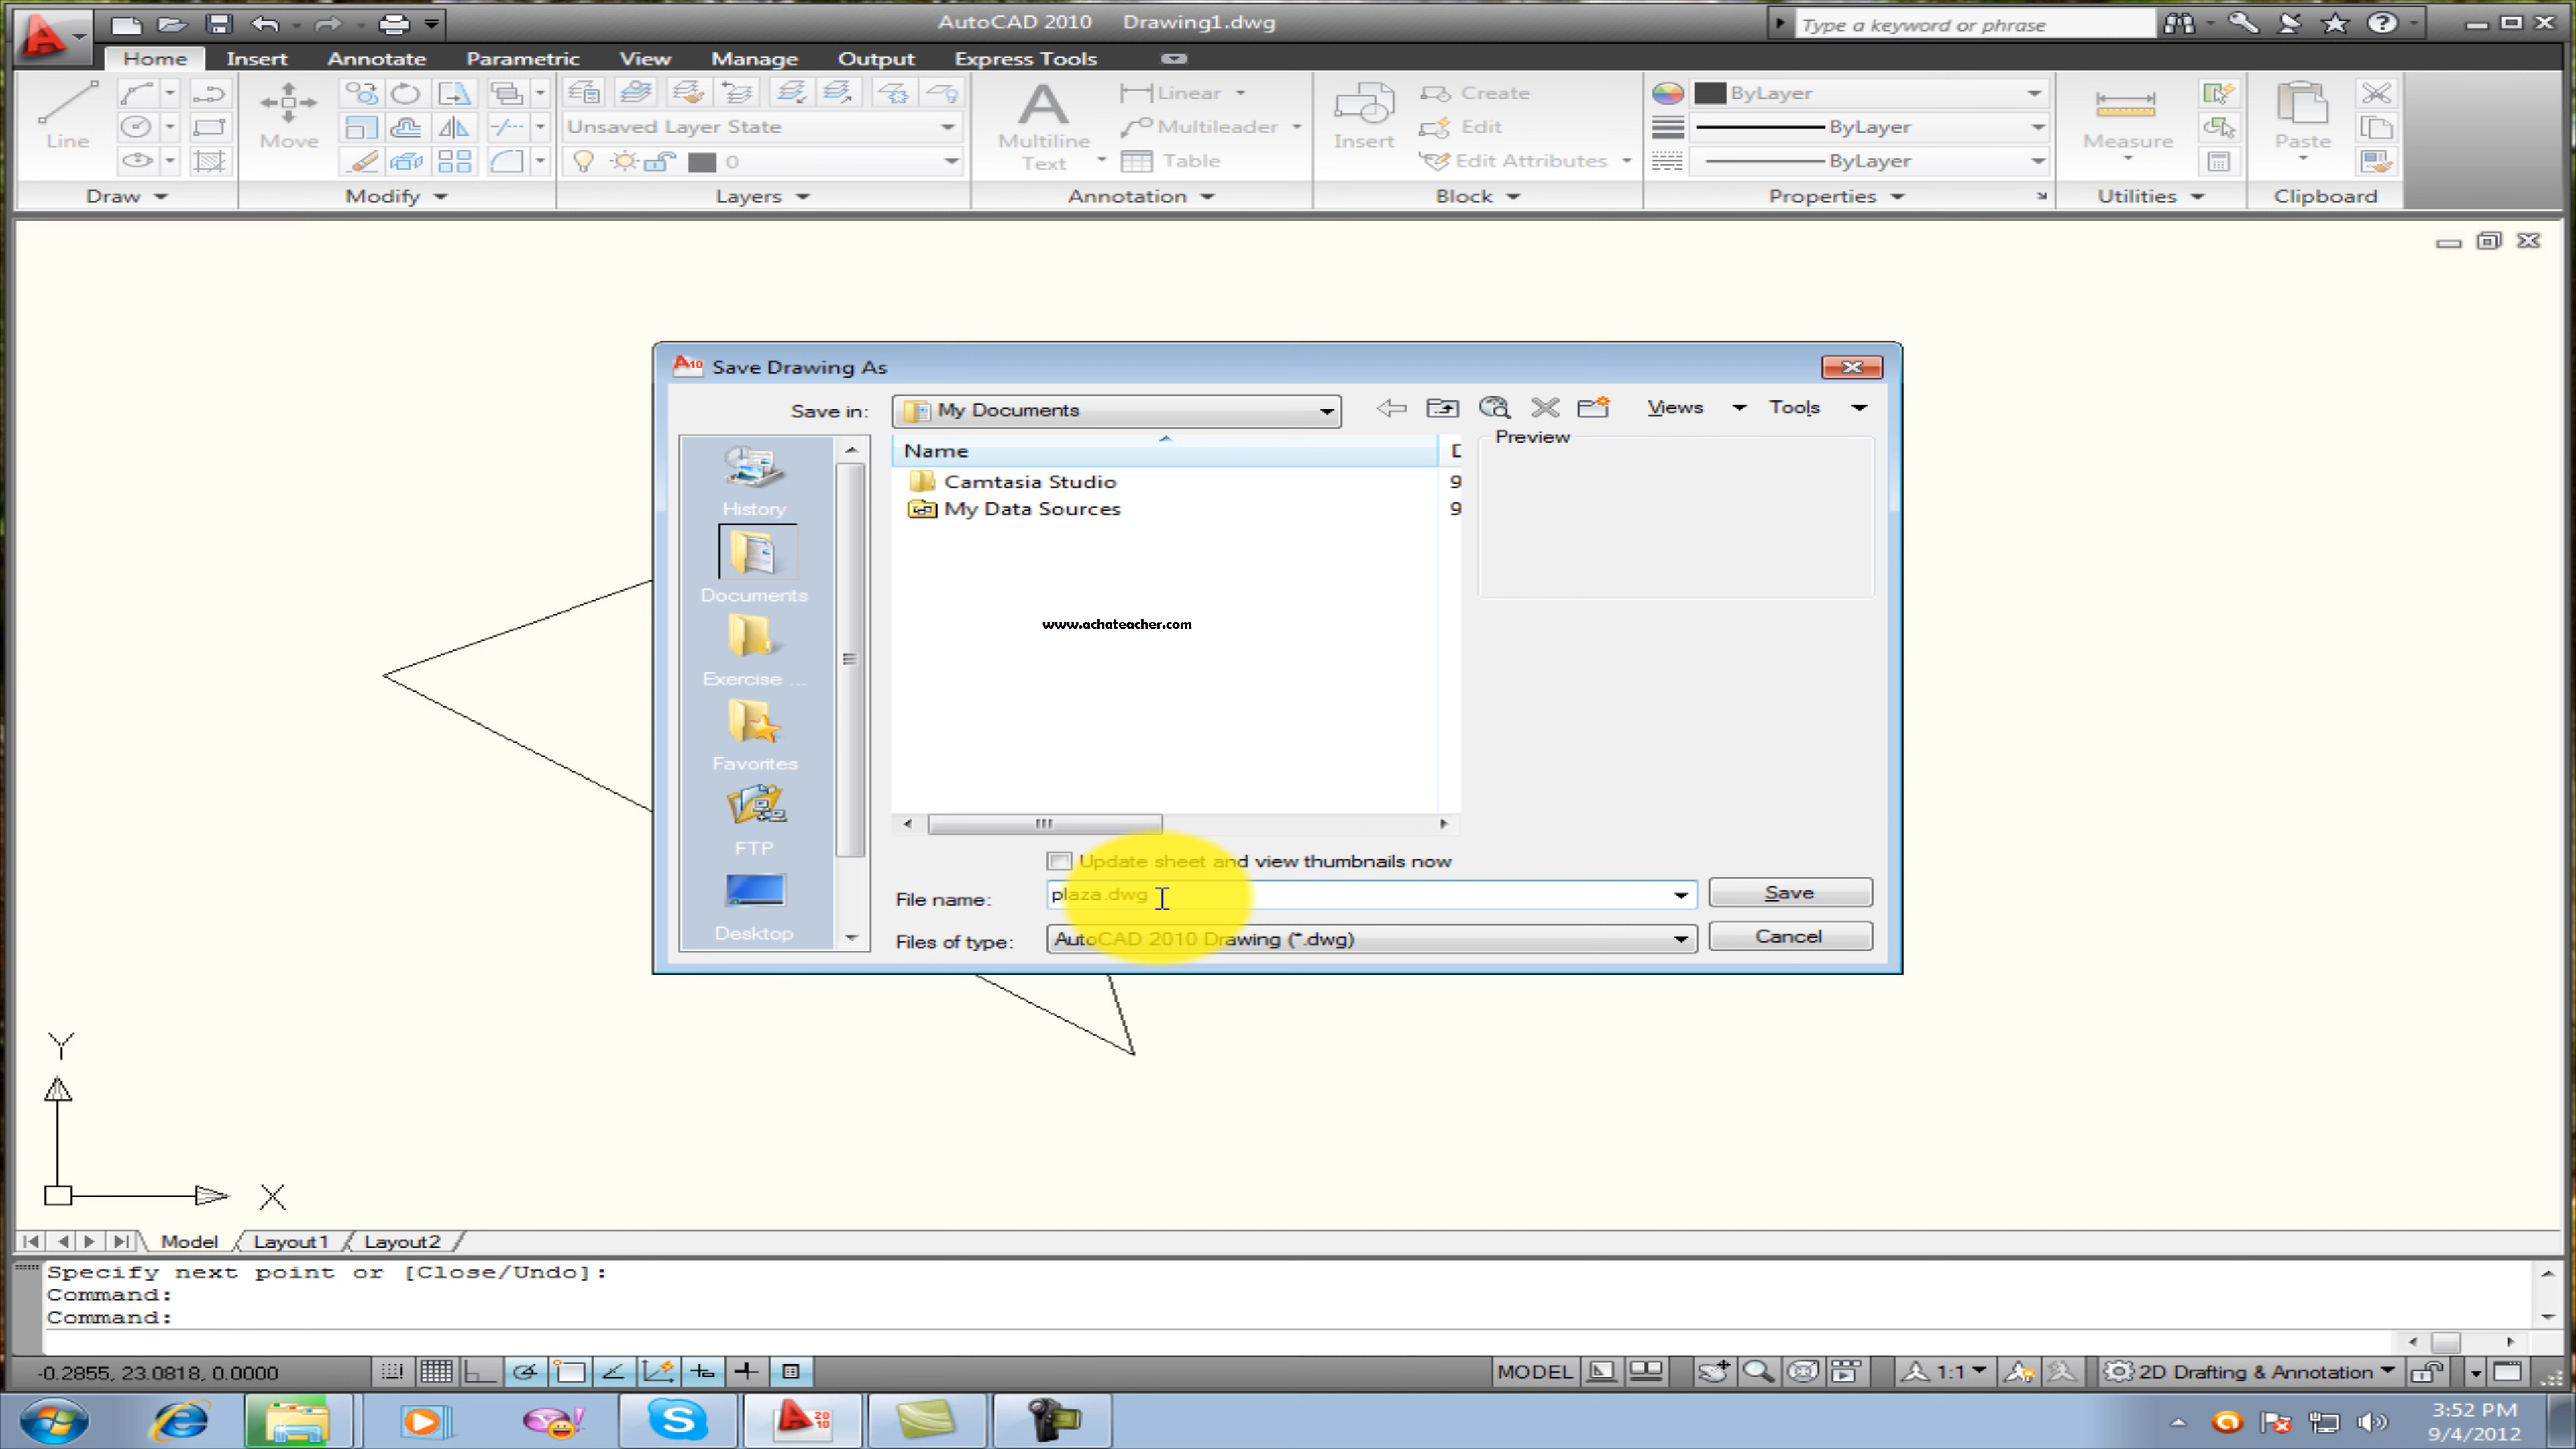 AutoCAD 2010 Drawing1.dwg
Type a keyword or phrase
Home Insert Annotate Parametric View Manage Output Express Tools
Line
Move
Unsaved Layer State
0
Multiline
Text
Linear
Multileader
Table
Insert
Create
Edit
Edit Attributes
ByLayer
ByLayer
ByLayer
Measure
Paste
Draw Modify Layers Annotation Block Properties Utilities Clipboard
A10 Save Drawing As
Save in: My Documents Views Tools
History
Documents
Exercise ...
Favorites
FTP
Desktop
Name D
Camtasia Studio 9
My Data Sources 9
www.achateacher.com
Preview
Update sheet and view thumbnails now
File name: plaza.dwg Save
Files of type: AutoCAD 2010 Drawing (*.dwg) Cancel
Y
X
Model Layout1 Layout2
Specify next point or [Close/Undo]:
Command:
Command:
-0.2855, 23.0818, 0.0000 MODEL 1:1 2D Drafting & Annotation
2010
3:52 PM
9/4/2012